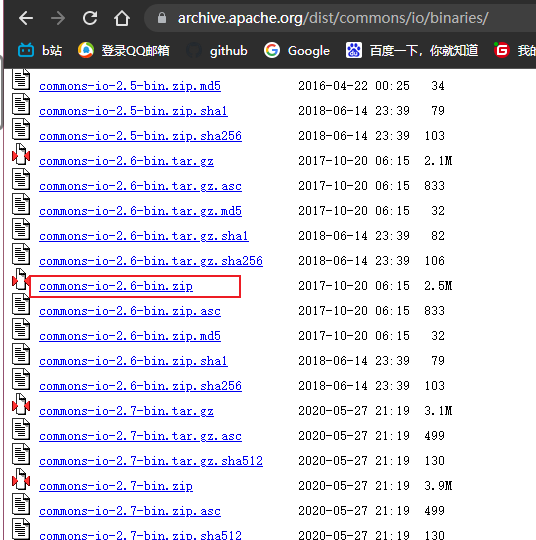 archive.apache.org/dist/commons/io/binaries/
b站 登录QQ邮箱 github Google 百度一下，你就知道 我的
commons-io-2.5-bin.zip.md5 2016-04-22 00:25 34
commons-io-2.5-bin.zip.sha1 2018-06-14 23:39 79
commons-io-2.5-bin.zip.sha256 2018-06-14 23:39 103
commons-io-2.6-bin.tar.gz 2017-10-20 06:15 2.1M
commons-io-2.6-bin.tar.gz.asc 2017-10-20 06:15 833
commons-io-2.6-bin.tar.gz.md5 2017-10-20 06:15 32
commons-io-2.6-bin.tar.gz.sha1 2018-06-14 23:39 82
commons-io-2.6-bin.tar.gz.sha256 2018-06-14 23:39 106
commons-io-2.6-bin.zip 2017-10-20 06:15 2.5M
commons-io-2.6-bin.zip.asc 2017-10-20 06:15 833
commons-io-2.6-bin.zip.md5 2017-10-20 06:15 32
commons-io-2.6-bin.zip.sha1 2018-06-14 23:39 79
commons-io-2.6-bin.zip.sha256 2018-06-14 23:39 103
commons-io-2.7-bin.tar.gz 2020-05-27 21:19 3.1M
commons-io-2.7-bin.tar.gz.asc 2020-05-27 21:19 499
commons-io-2.7-bin.tar.gz.sha512 2020-05-27 21:19 130
commons-io-2.7-bin.zip 2020-05-27 21:19 3.9M
commons-io-2.7-bin.zip.asc 2020-05-27 21:19 499
commons-io-2.7-bin.zip.sha512 2020-05-27 21:19 130